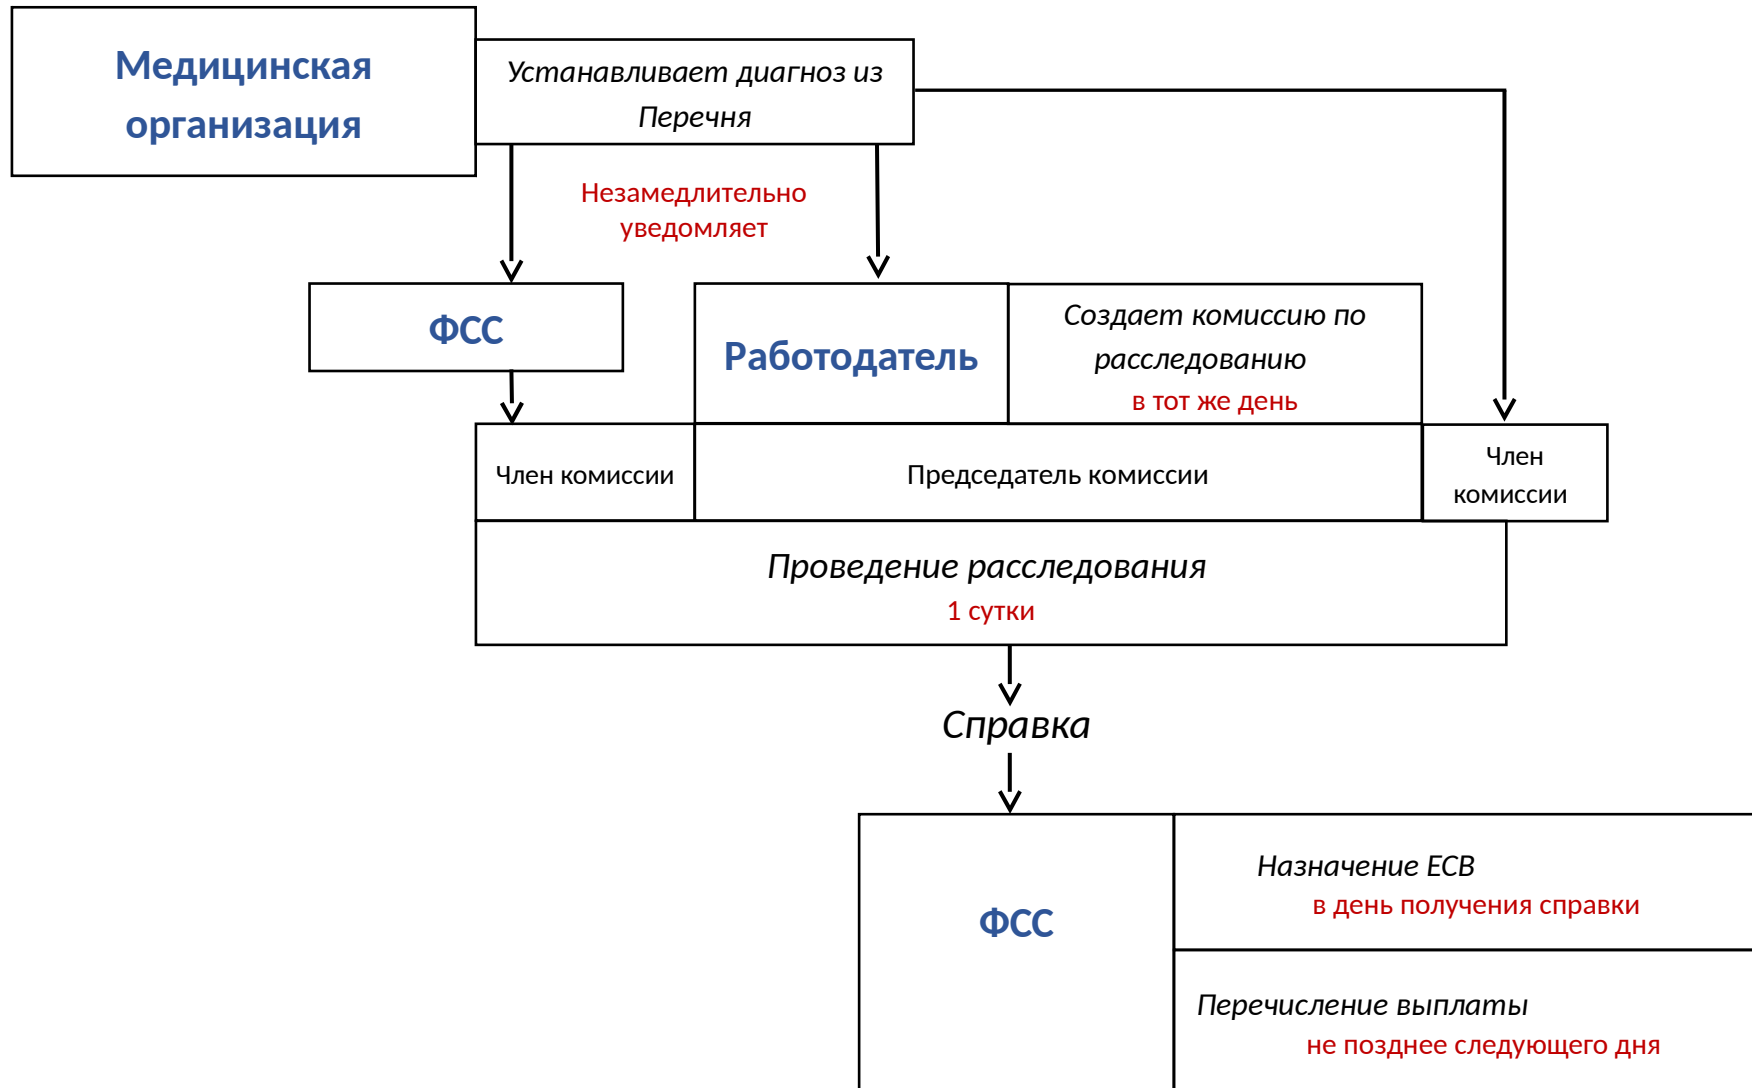 Медицинская
организация
Устанавливает диагноз из
Перечня
Незамедлительно
уведомляет
ФСС
Работодатель
Создает комиссию по
расследованию
в тот же день
Член комиссии
Председатель комиссии
Член
комиссии
Проведение расследования
1 сутки
Справка
ФСС
Назначение ЕСВ
в день получения справки
Перечисление выплаты
не позднее следующего дня